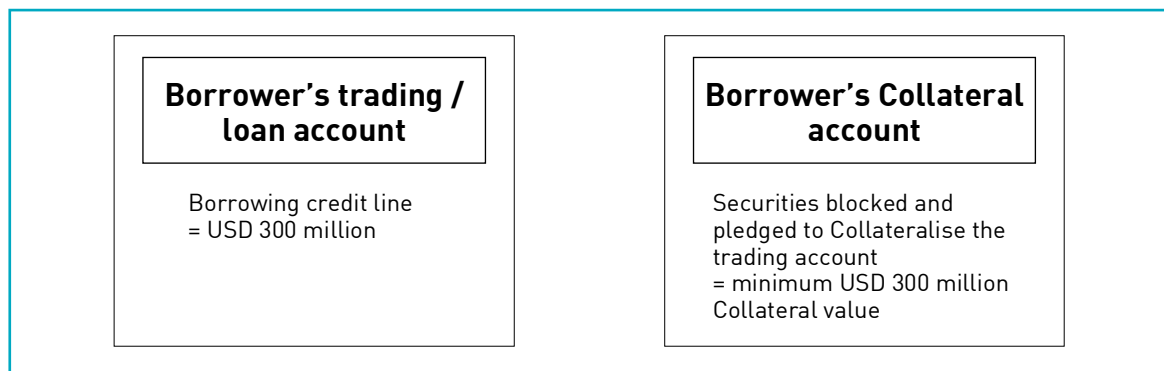 Borrower's trading /
loan account
Borrowing credit line
= USD 300 million
Borrower's Collateral
account
Securities blocked and
pledged to Collateralise the
trading account
= minimum USD 300 million
Collateral value